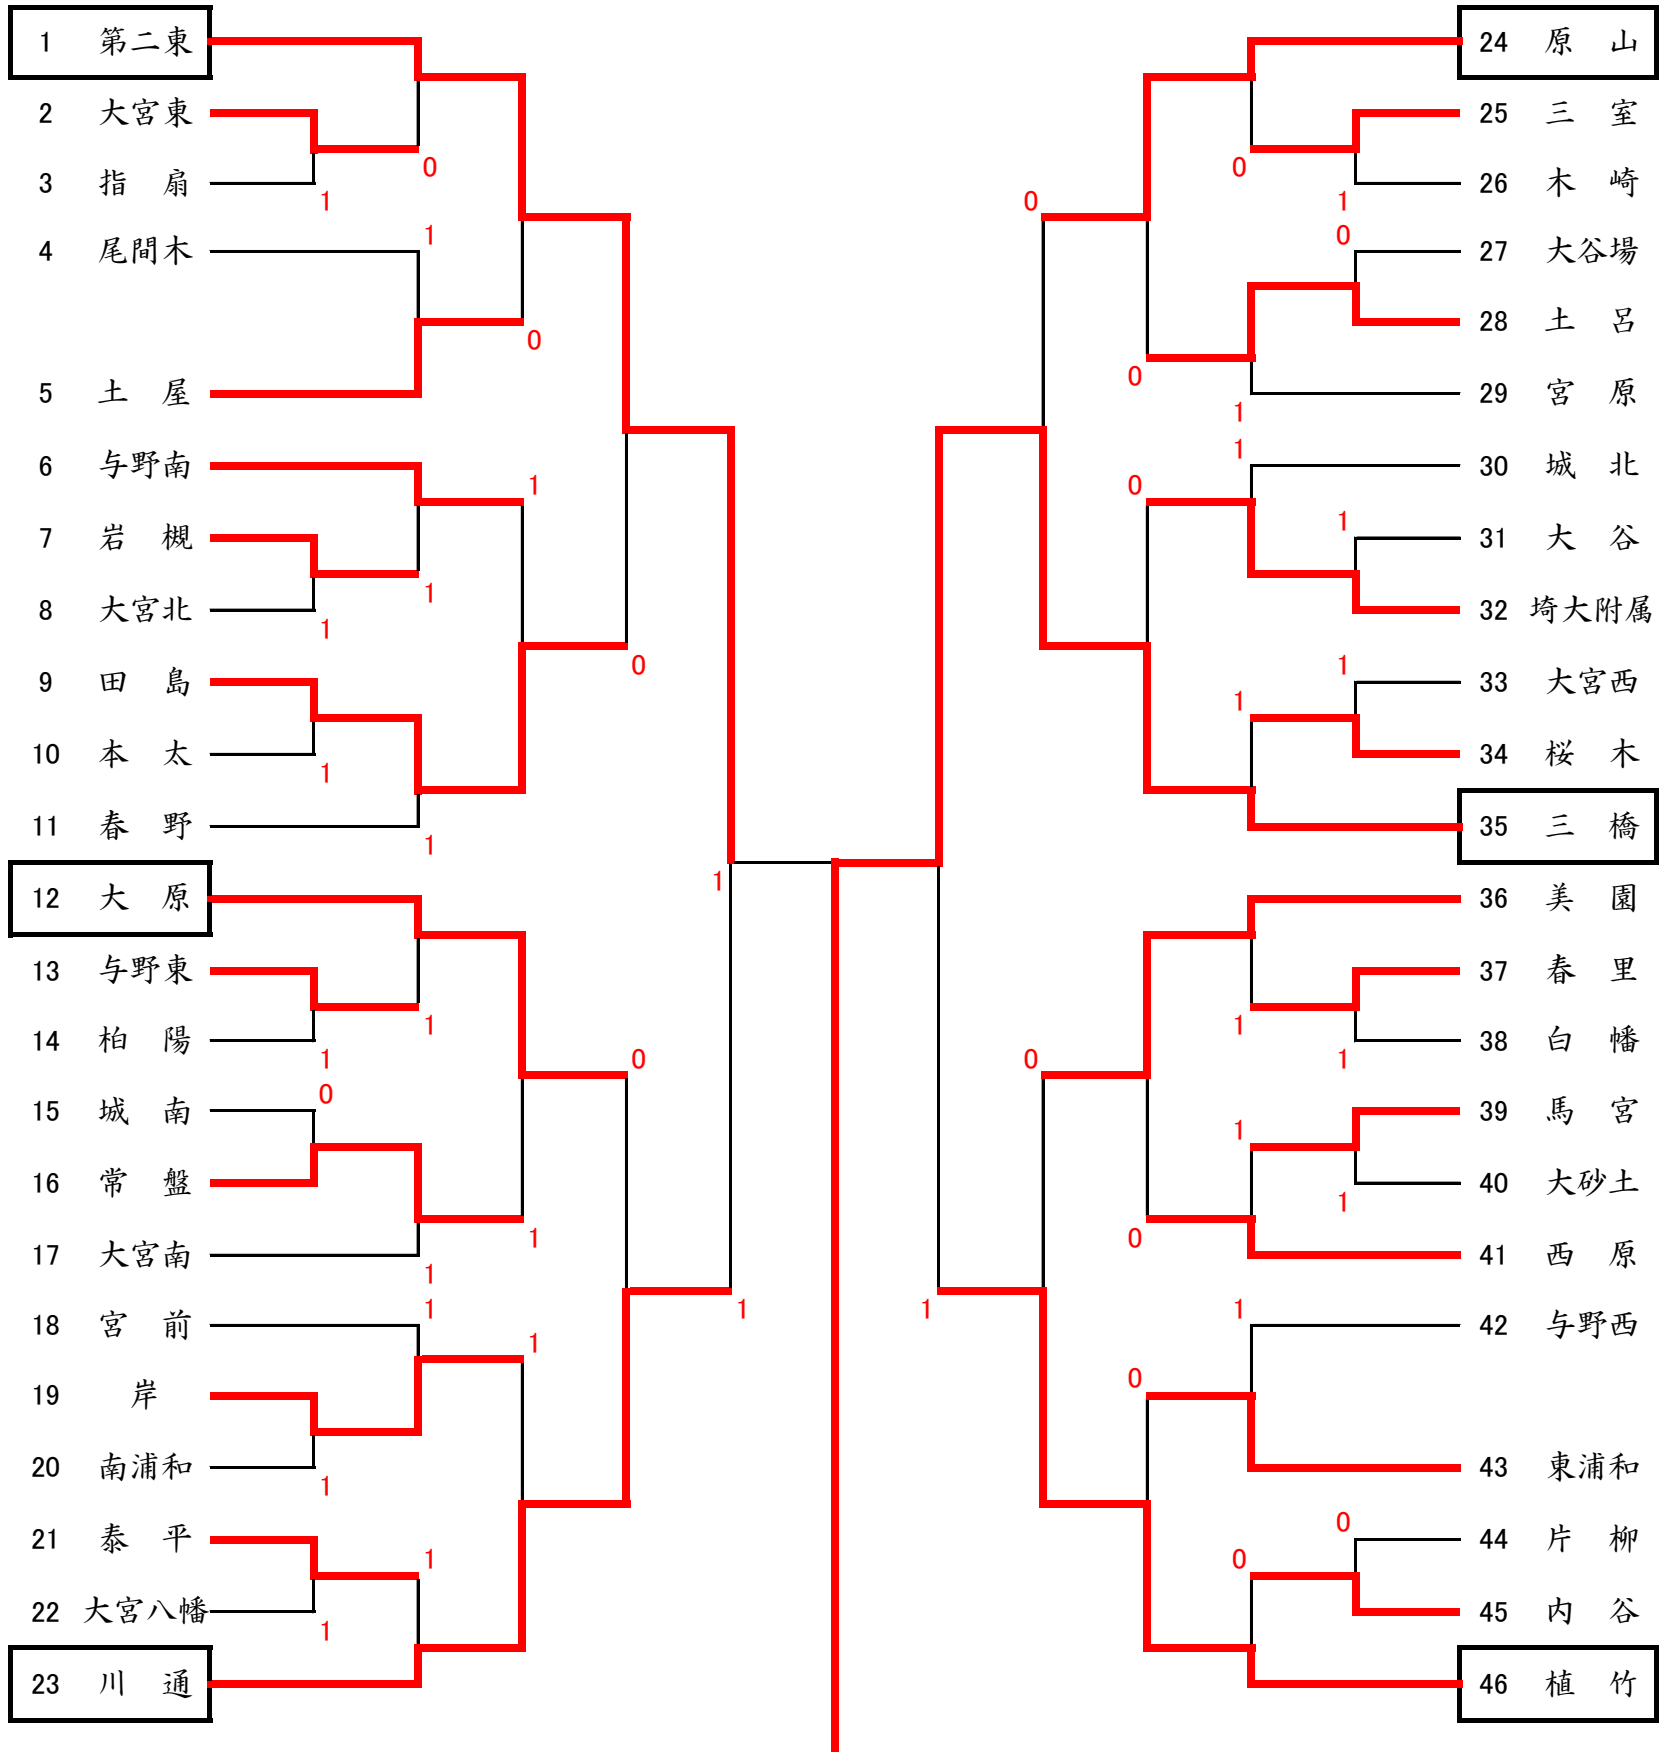 1 第二東
2 大宮東
0
3 指 扇
1
1
4 尾間木
0
5 土 屋
6 与野南
1
7 岩 槻
1
8 大宮北
1
0
9 田 島
10 本 太
1
11 春 野
1
1
12 大 原
13 与野東
1
14 柏 陽
1
0
0
15 城 南
16 常 盤
1
17 大宮南
1
1
1
18 宮 前
1
19 岸
20 南浦和
1
21 泰 平
1
22 大宮八幡
1
23 川 通
24 原 山
25 三 室
0
26 木 崎
1
0
0
27 大谷場
28 土 呂
0
29 宮 原
1
1
30 城 北
0
1
31 大 谷
32 埼大附属
1
33 大宮西
1
34 桜 木
35 三 橋
36 美 園
37 春 里
1
38 白 幡
1
0
39 馬 宮
1
40 大砂土
1
0
41 西 原
1
1
42 与野西
0
43 東浦和
0
44 片 柳
0
45 内 谷
46 植 竹